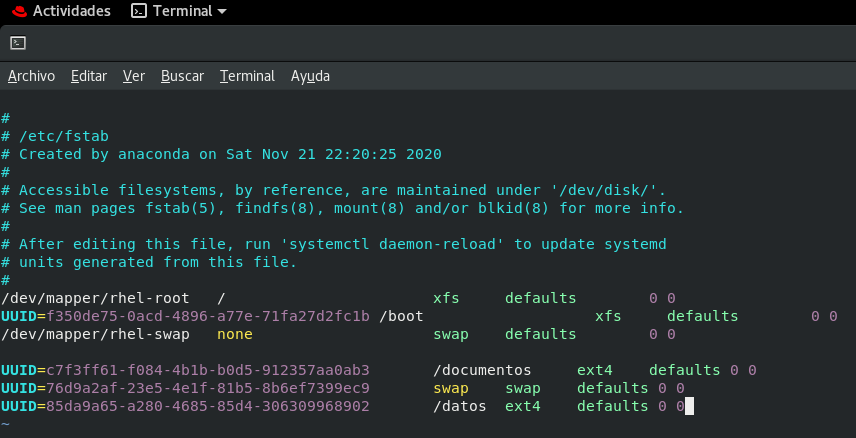 Actividades Terminal
Archivo Editar Ver Buscar Terminal Ayuda
#
# /etc/fstab
# Created by anaconda on Sat Nov 21 22:20:25 2020
#
# Accessible filesystems, by reference, are maintained under '/dev/disk/'.
# See man pages fstab(5), findfs(8), mount(8) and/or blkid(8) for more info.
#
# After editing this file, run 'systemctl daemon-reload' to update systemd
# units generated from this file.
#
/dev/mapper/rhel-root / xfs defaults 0 0
UUID=f350de75-0acd-4896-a77e-71fa27d2fc1b /boot xfs defaults 0 0
/dev/mapper/rhel-swap none swap defaults 0 0
UUID=c7f3ff61-f084-4b1b-b0d5-912357aa0ab3 /documentos ext4 defaults 0 0
UUID=76d9a2af-23e5-4e1f-81b5-8b6ef7399ec9 swap swap defaults 0 0
UUID=85da9a65-a280-4685-85d4-306309968902 /datos ext4 defaults 0 0
~